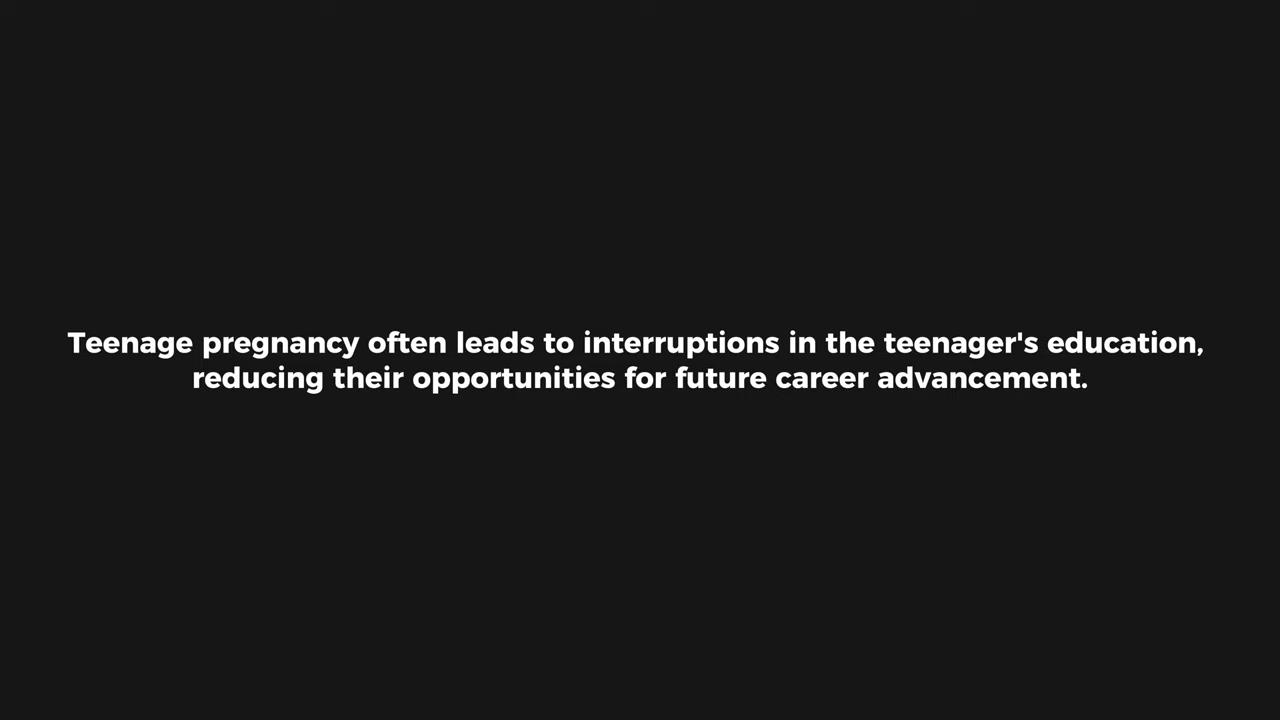 Teenage pregnancy often leads to interruptions in the teenager's education,
reducing their opportunities for future career advancement.